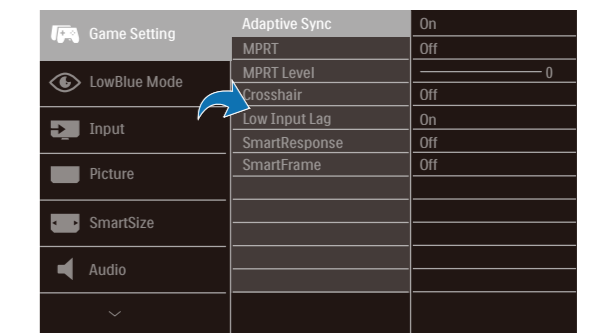 Game Setting
LowBlue Mode
Input
Picture
SmartSize
Audio
Adaptive Sync On
MPRT Off
MPRT Level 0
Crosshair Off
Low Input Lag On
SmartResponse Off
SmartFrame Off